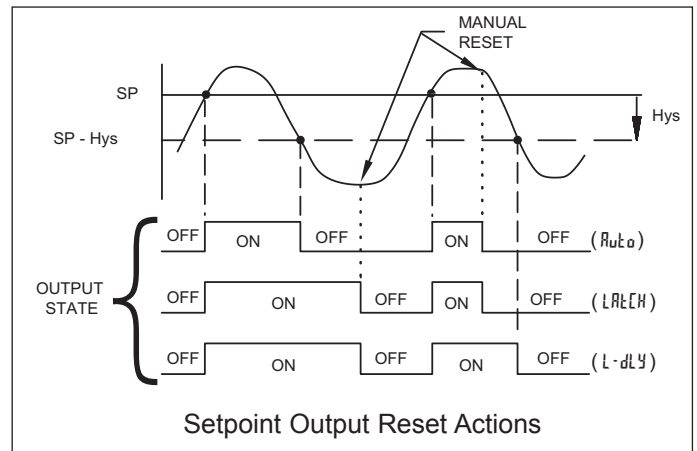 MANUAL
RESET
SP
Hys
SP - Hys
OFF ON OFF ON OFF (Auto)
OUTPUT
STATE
OFF ON OFF ON OFF (LAtCH)
OFF ON OFF ON OFF (L-dLY)
Setpoint Output Reset Actions